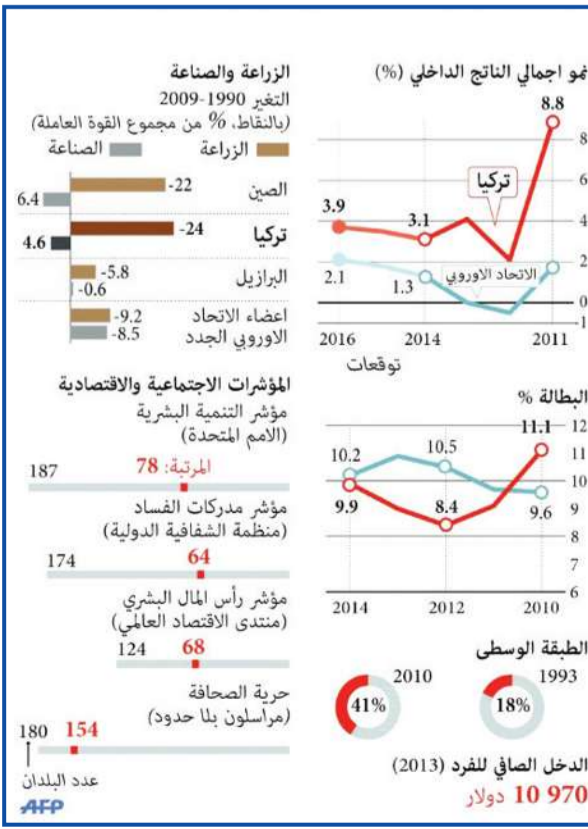 نمو اجمالي الناتج الداخلي (%)
8.8
8
تركيا
6
3.9
3.1
4
2
2.1
1.3
الاتحاد الاوروبي
0
-1
2011
2014
2016
توقعات
البطالة %
12
11.1
10.5
10.2
11
10
9.9
8.4
9.6
9
8
7
6
2010
2012
2014
الطبقة الوسطى
1993
2010
18%
41%
الدخل الصافي للفرد (2013)
10 970 دولار
الزراعة والصناعة
التغير 1990-2009
(بالنقاط، % من مجموع القوة العاملة)
الزراعة الصناعة
الصين
-22
6.4
تركيا
-24
4.6
البرازيل
-5.8
-0.6
اعضاء الاتحاد
الاوروبي الجدد
-9.2
-8.5
المؤشرات الاجتماعية والاقتصادية
مؤشر التنمية البشرية
(الامم المتحدة)
المرتبة: 78
187
مؤشر مدركات الفساد
(منظمة الشفافية الدولية)
64
174
مؤشر رأس المال البشري
(منتدى الاقتصاد العالمي)
68
124
حرية الصحافة
(مراسلون بلا حدود)
154
180
عدد البلدان
AFP